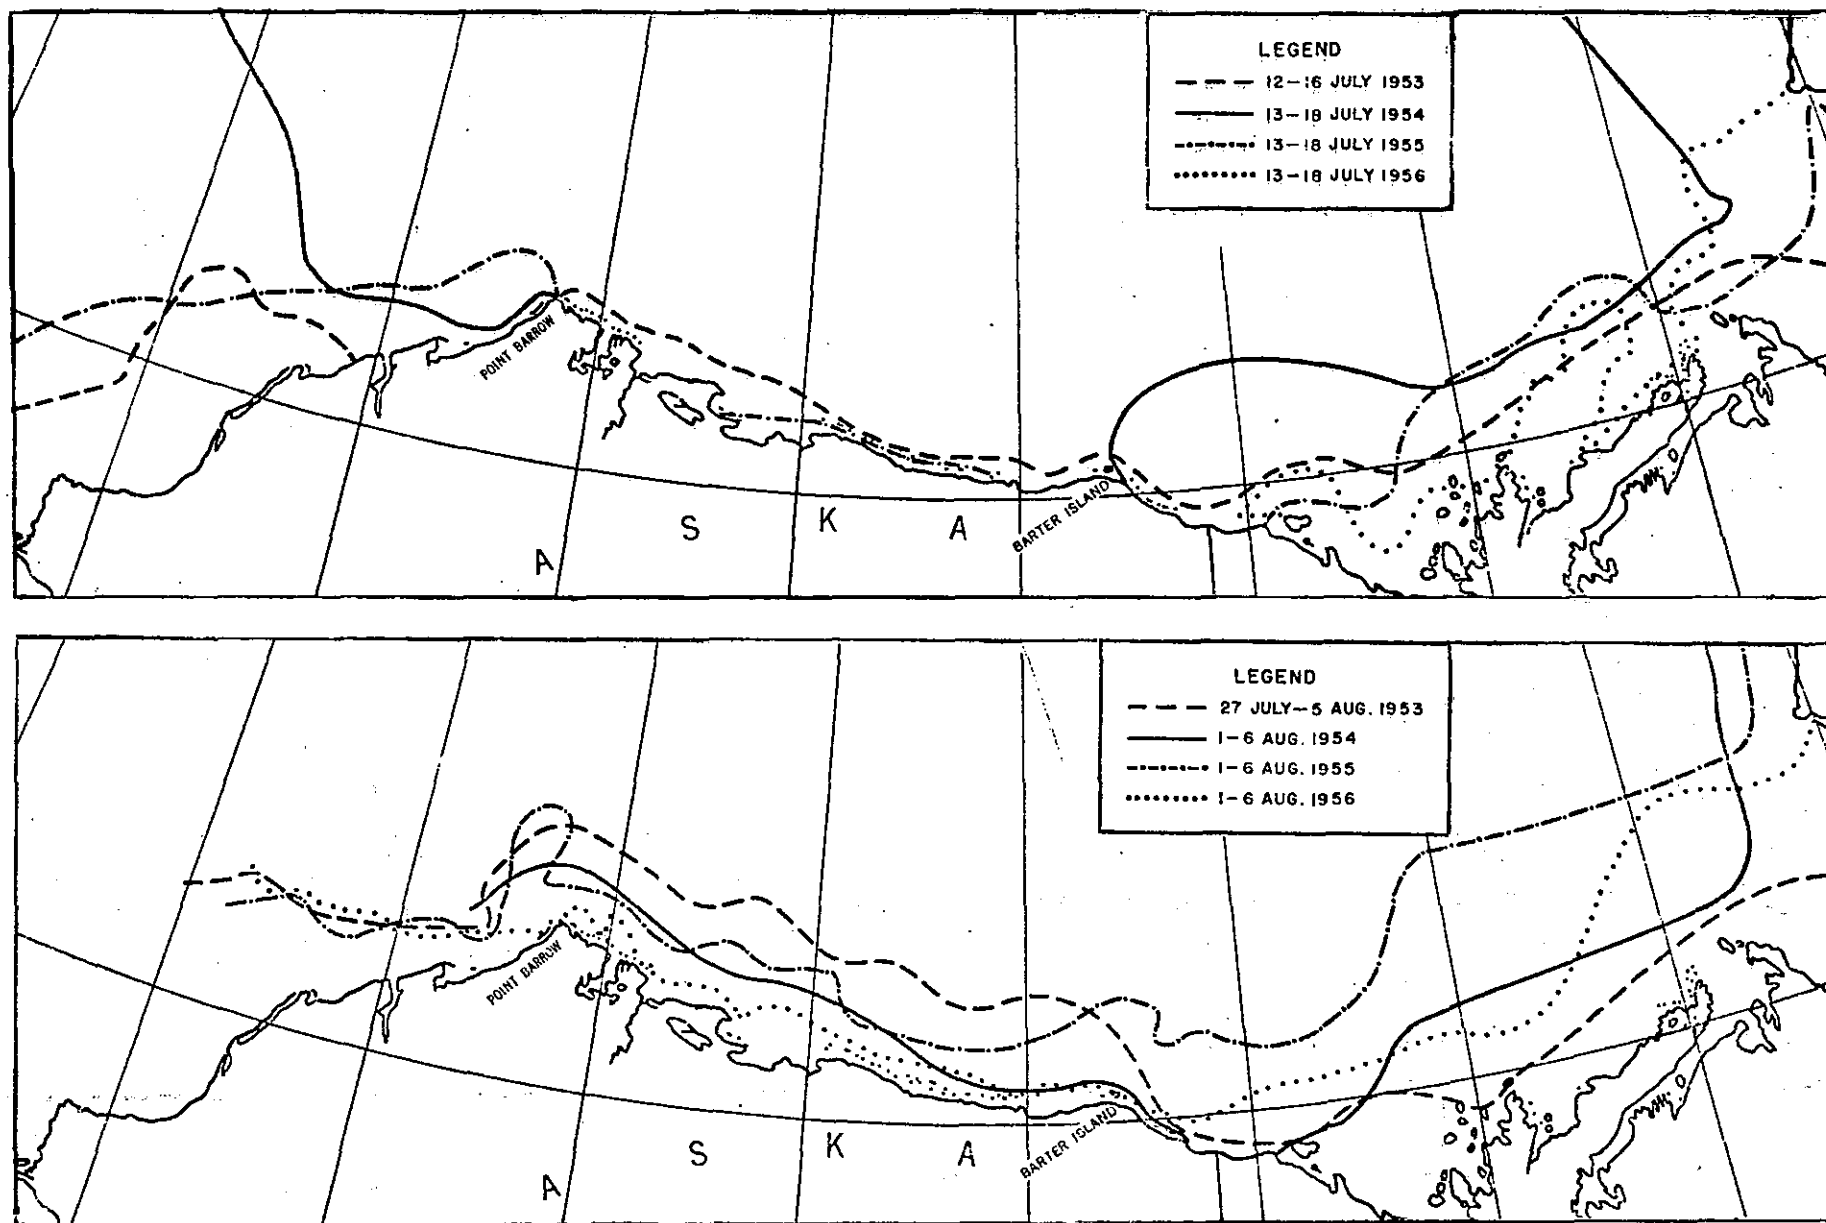 LEGEND
12-16 JULY 1953
13-18 JULY 1954
13-18 JULY 1955
13-18 JULY 1956
POINT BARROW
BARTER ISLAND
A S K A
LEGEND
27 JULY-5 AUG. 1953
1-6 AUG. 1954
1-6 AUG. 1955
1-6 AUG. 1956
POINT BARROW
BARTER ISLAND
A S K A